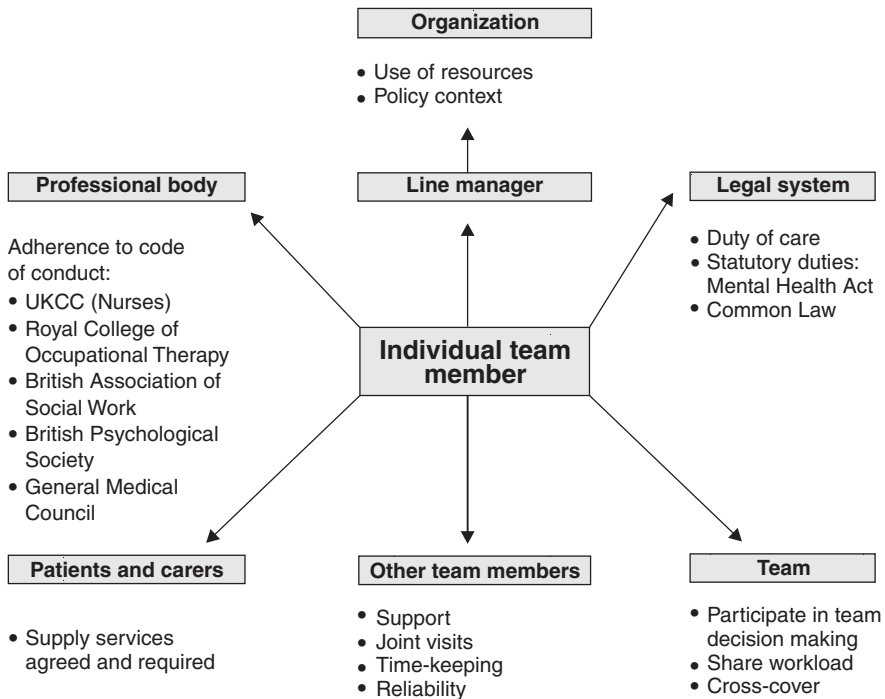 Organization
• Use of resources
• Policy context
Professional body
Adherence to code
of conduct:
• UKCC (Nurses)
• Royal College of
Occupational Therapy
• British Association of
Social Work
• British Psychological
Society
• General Medical
Council
Line manager
Legal system
• Duty of care
• Statutory duties:
Mental Health Act
• Common Law
Individual team
member
Patients and carers
• Supply services
agreed and required
Other team members
• Support
• Joint visits
• Time-keeping
• Reliability
Team
• Participate in team
decision making
• Share workload
• Cross-cover